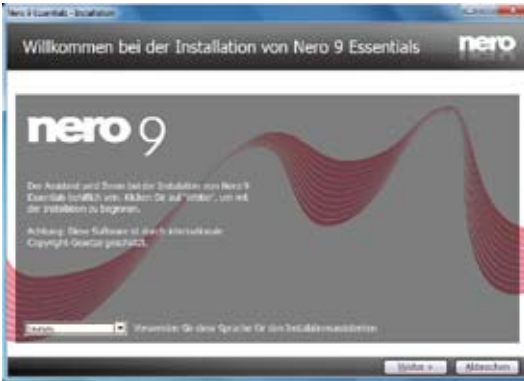 Nero 9 Essentials - Installation
Willkommen bei der Installation von Nero 9 Essentials
nero
nero 9
Der Assistent wird Ihnen bei der Installation von Nero 9
Essentials behilflich sein. Klicken Sie auf "Weiter", um mit
der Installation zu beginnen.
Achtung: Diese Software ist durch internationale
Copyright-Gesetze geschützt.
Deutsch
Verwenden Sie diese Sprache für den Installationsassistenten
Weiter >
Abbrechen